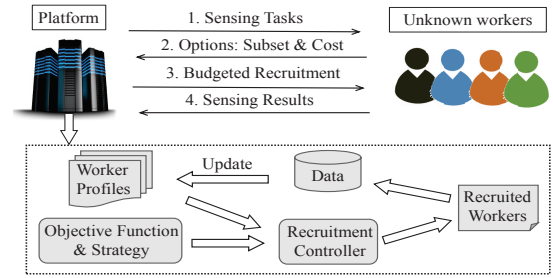 Platform
1. Sensing Tasks
Unknown workers
2. Options: Subset & Cost
3. Budgeted Recruitment
4. Sensing Results
Worker
Profiles
Update
Data
Recruited
Workers
Objective Function
& Strategy
Recruitment
Controller